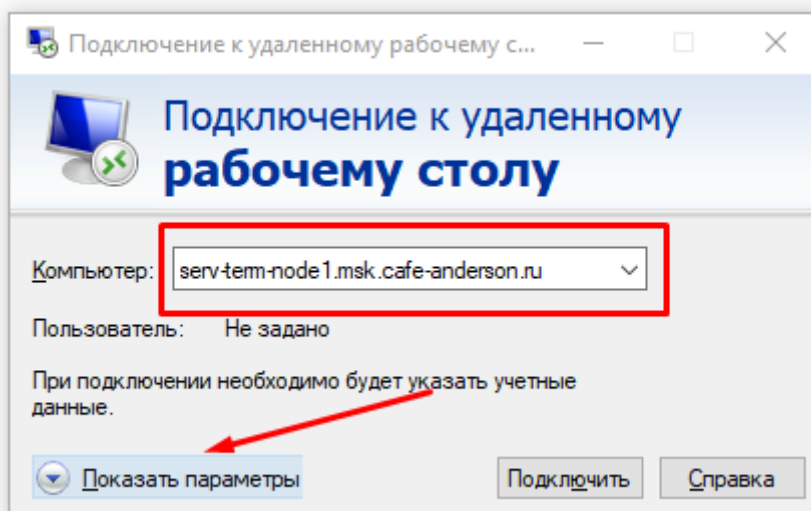 Подключение к удаленному рабочему с...
Подключение к удаленному
рабочему столу
Компьютер: serv-term-node1.msk.cafe-anderson.ru
Пользователь: Не задано
При подключении необходимо будет указать учетные
данные.
Показать параметры Подключить Справка